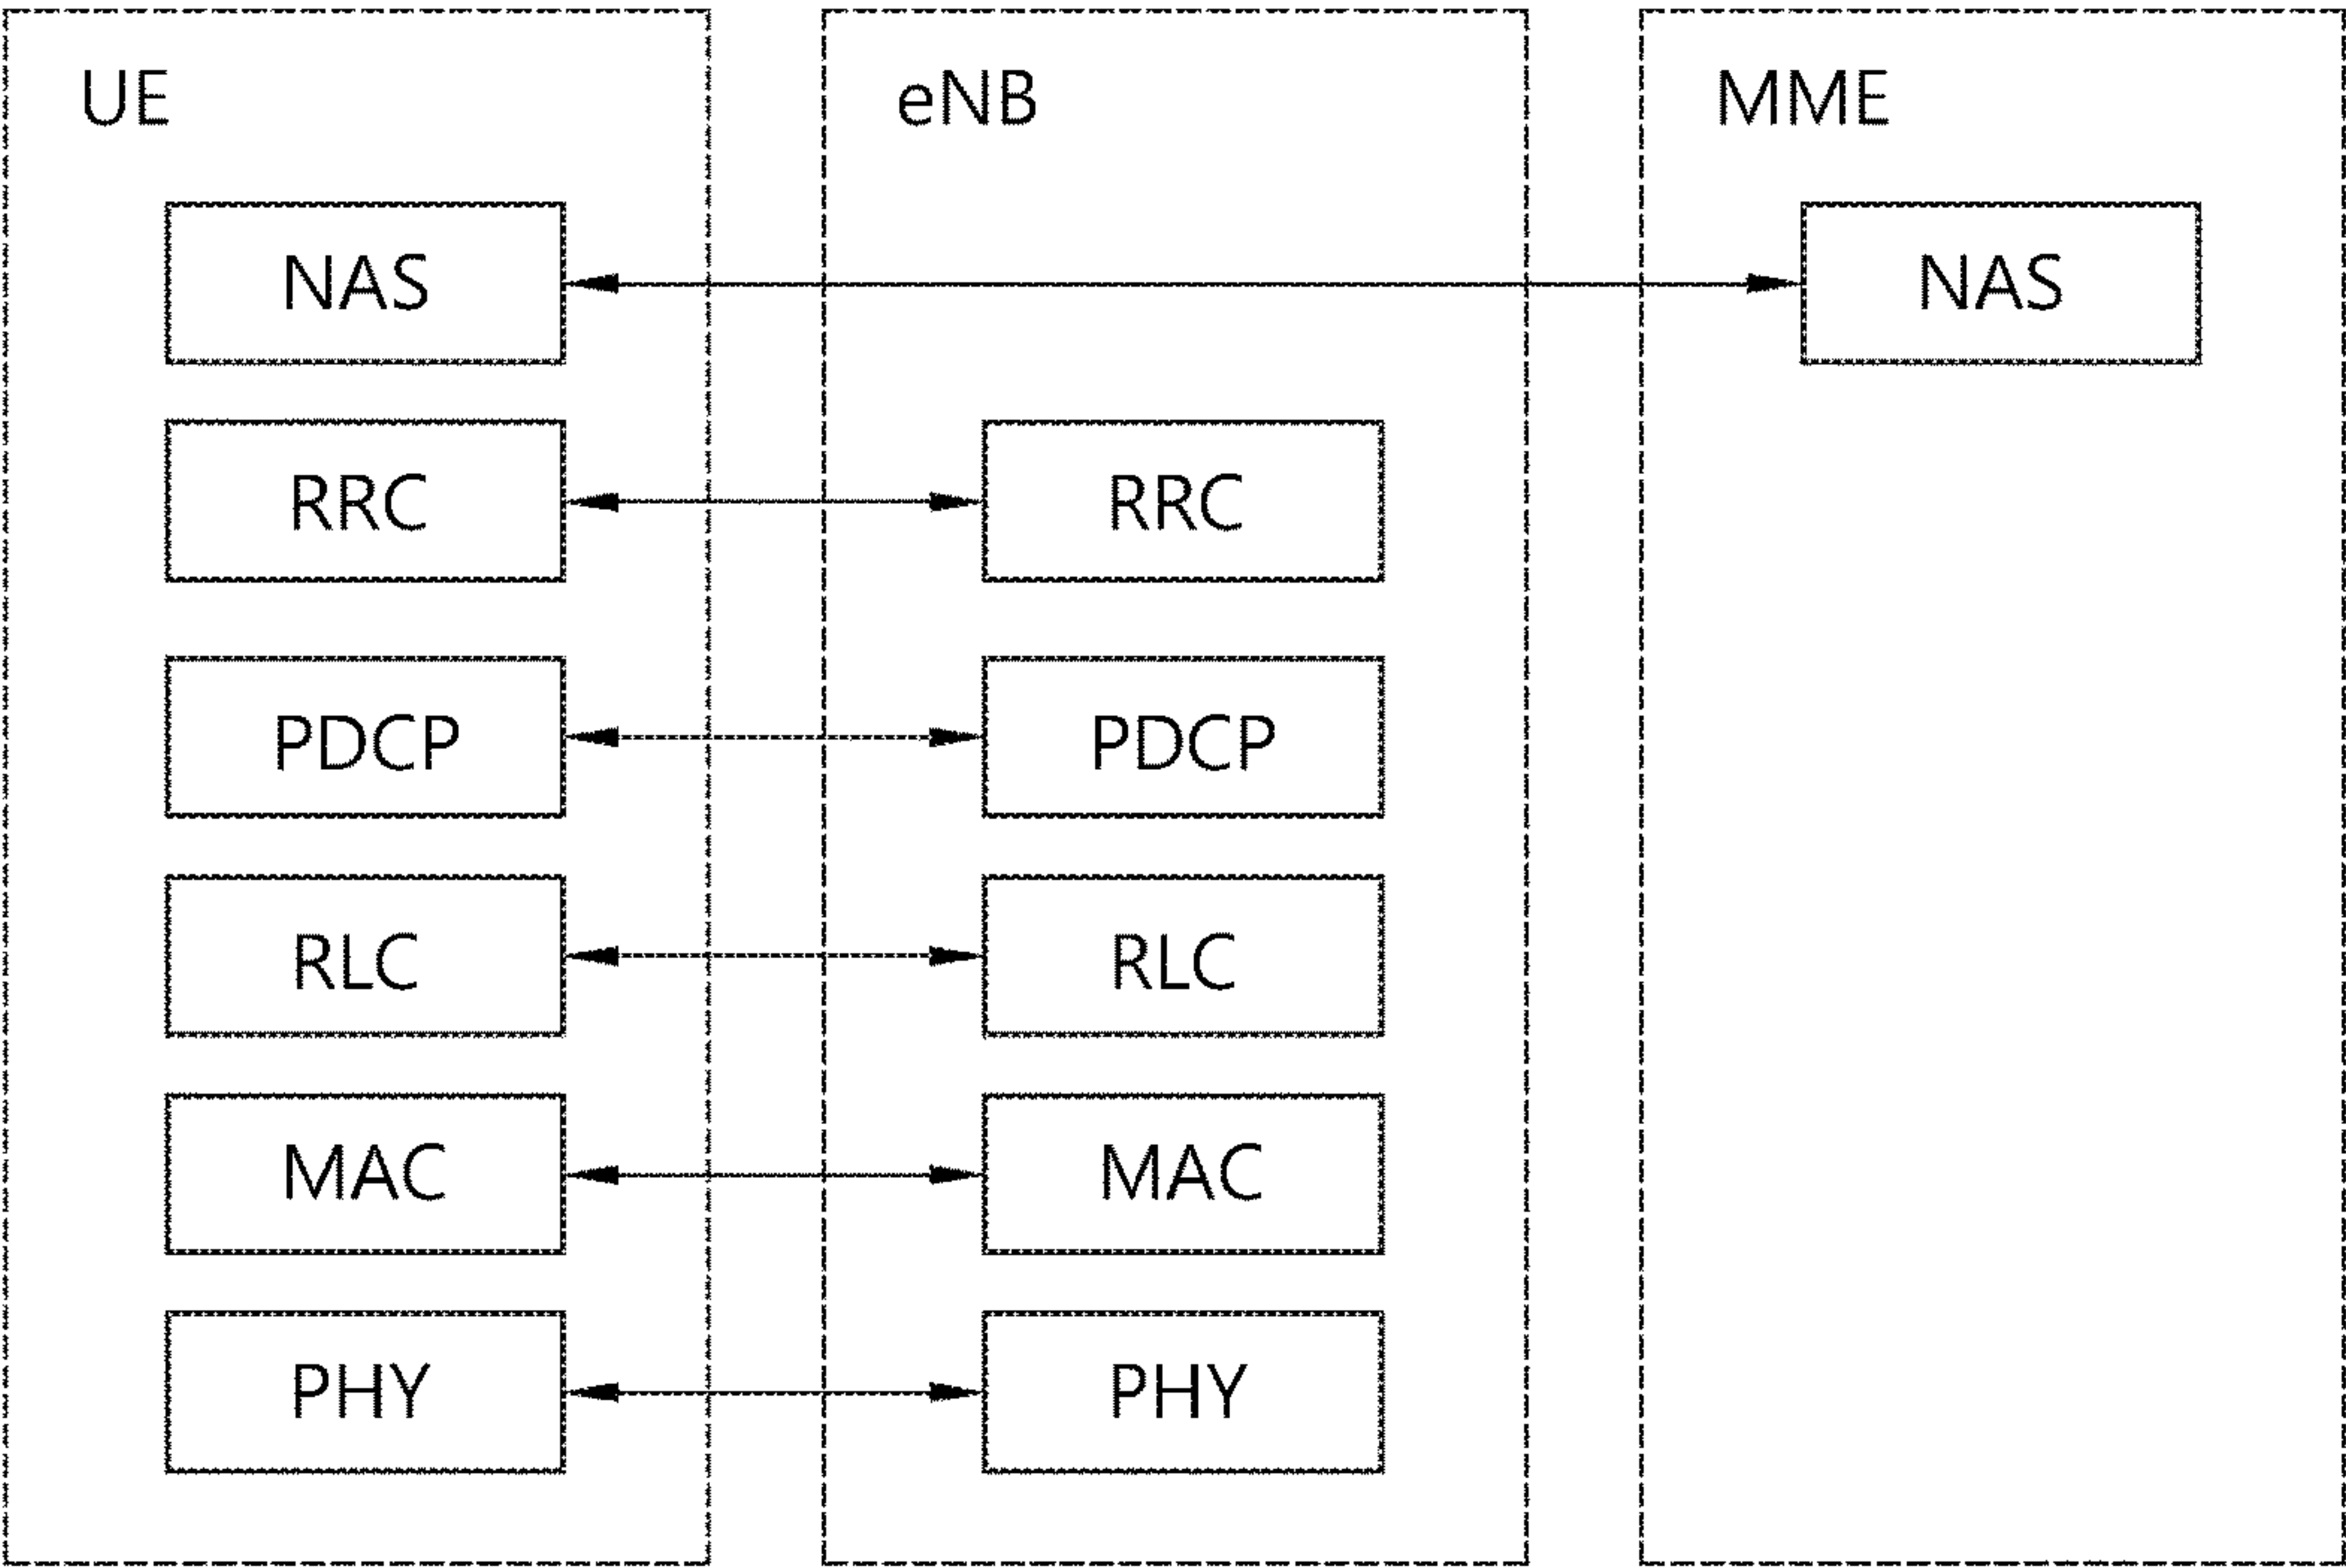 UE
eNB
MME
NAS
NAS
RRC
RRC
PDCP
PDCP
RLC
RLC
MAC
MAC
PHY
PHY